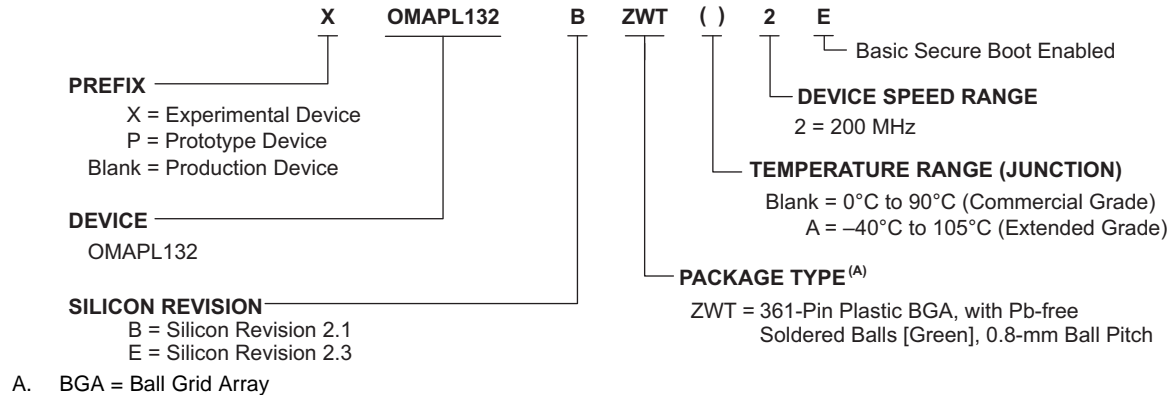 X OMAPL132 B ZWT ( ) 2 E
Basic Secure Boot Enabled
PREFIX
X = Experimental Device
P = Prototype Device
Blank = Production Device
DEVICE SPEED RANGE
2 = 200 MHz
TEMPERATURE RANGE (JUNCTION)
Blank = 0°C to 90°C (Commercial Grade)
A = –40°C to 105°C (Extended Grade)
DEVICE
OMAPL132
PACKAGE TYPE (A)
ZWT = 361-Pin Plastic BGA, with Pb-free
Soldered Balls [Green], 0.8-mm Ball Pitch
SILICON REVISION
B = Silicon Revision 2.1
E = Silicon Revision 2.3
A. BGA = Ball Grid Array